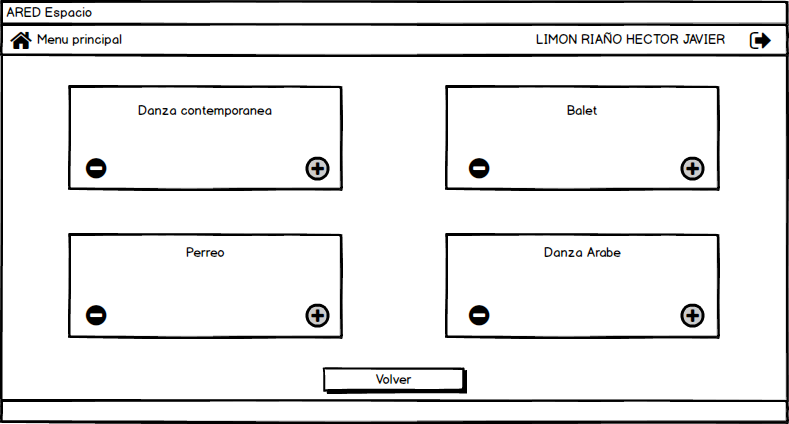 ARED Espacio
Menu principal
LIMON RIAÑO HECTOR JAVIER
Danza contemporanea
Balet
Perreo
Danza Arabe
Volver